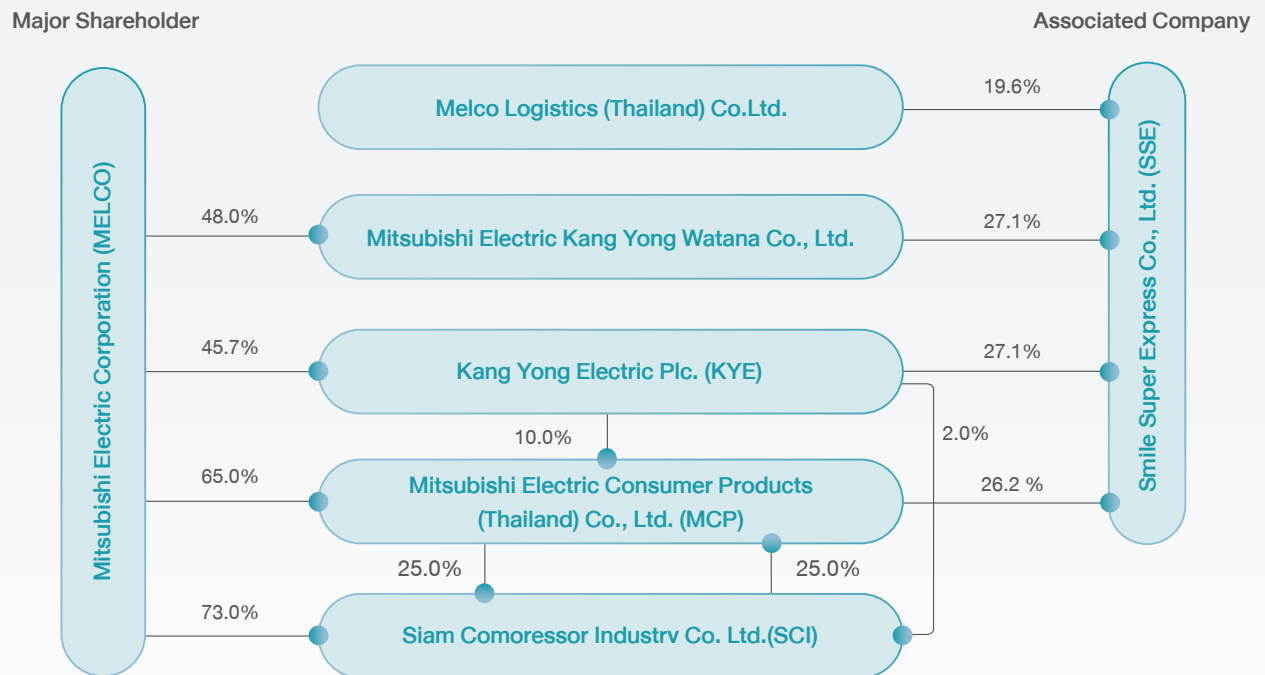 Major Shareholder
Associated Company
Mitsubishi Electric Corporation (MELCO)
Melco Logistics (Thailand) Co.Ltd.
19.6%
Smile Super Express Co., Ltd. (SSE)
48.0%
Mitsubishi Electric Kang Yong Watana Co., Ltd.
27.1%
45.7%
Kang Yong Electric Plc. (KYE)
27.1%
10.0%
2.0%
65.0%
Mitsubishi Electric Consumer Products
(Thailand) Co., Ltd. (MCP)
26.2 %
25.0%
25.0%
73.0%
Siam Comoressor Industrv Co. Ltd.(SCI)